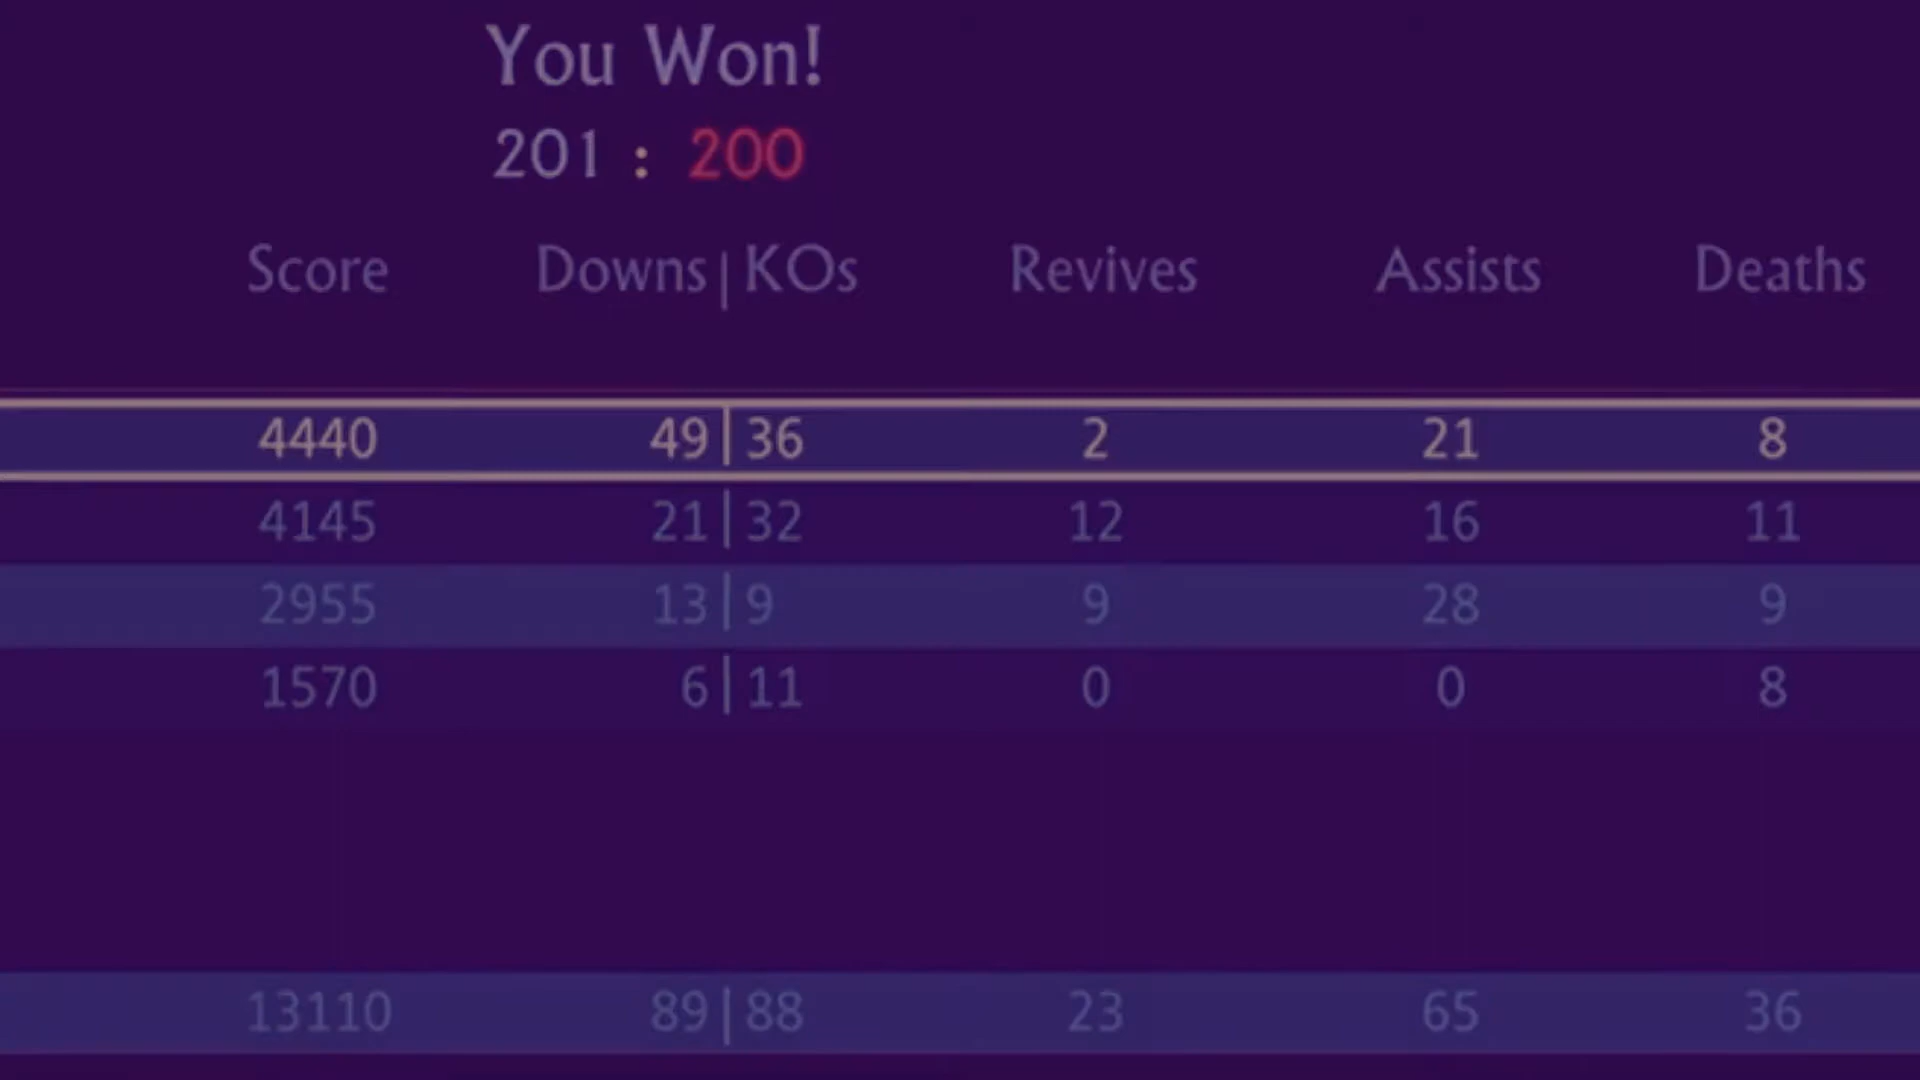 You Won!
201 : 200
Score Downs | KOs Revives Assists Deaths
4440 49 | 36 2 21 8
4145 21 | 32 12 16 11
2955 13 | 9 9 28 9
1570 6 | 11 0 0 8
13110 89 | 88 23 65 36